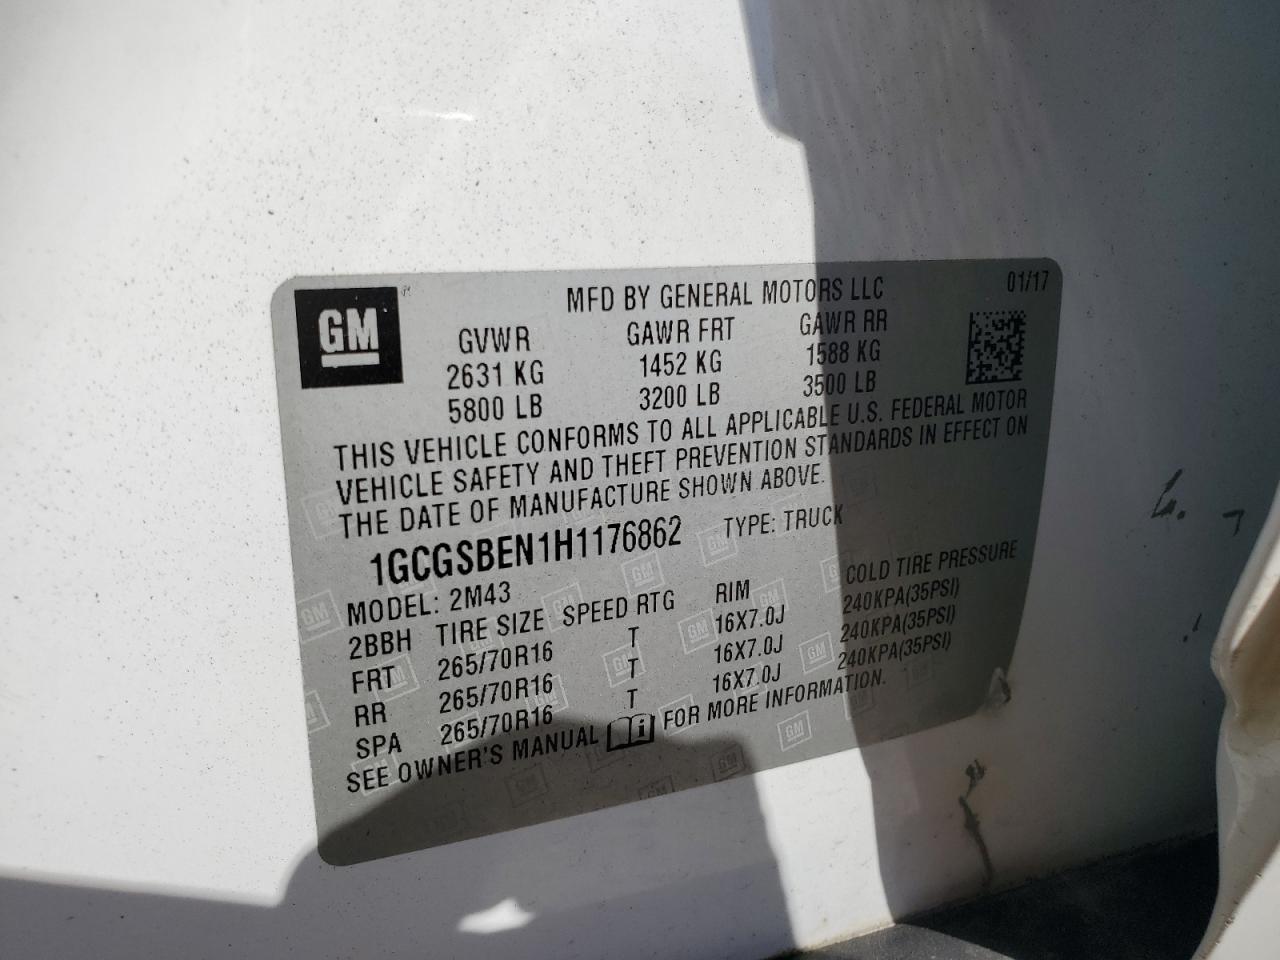 GM
MFD BY GENERAL MOTORS LLC 01/17
GVWR GAWR FRT GAWR RR
2631 KG 1452 KG 1588 KG
5800 LB 3200 LB 3500 LB
THIS VEHICLE CONFORMS TO ALL APPLICABLE U.S. FEDERAL MOTOR
VEHICLE SAFETY AND THEFT PREVENTION STANDARDS IN EFFECT ON
THE DATE OF MANUFACTURE SHOWN ABOVE.
1GCGSBEN1H1176862 TYPE: TRUCK
MODEL: 2M43
2BBH TIRE SIZE SPEED RTG RIM COLD TIRE PRESSURE
FRT 265/70R16 T 16X7.0J 240KPA(35PSI)
RR 265/70R16 T 16X7.0J 240KPA(35PSI)
SPA 265/70R16 T 16X7.0J 240KPA(35PSI)
SEE OWNER'S MANUAL i FOR MORE INFORMATION.